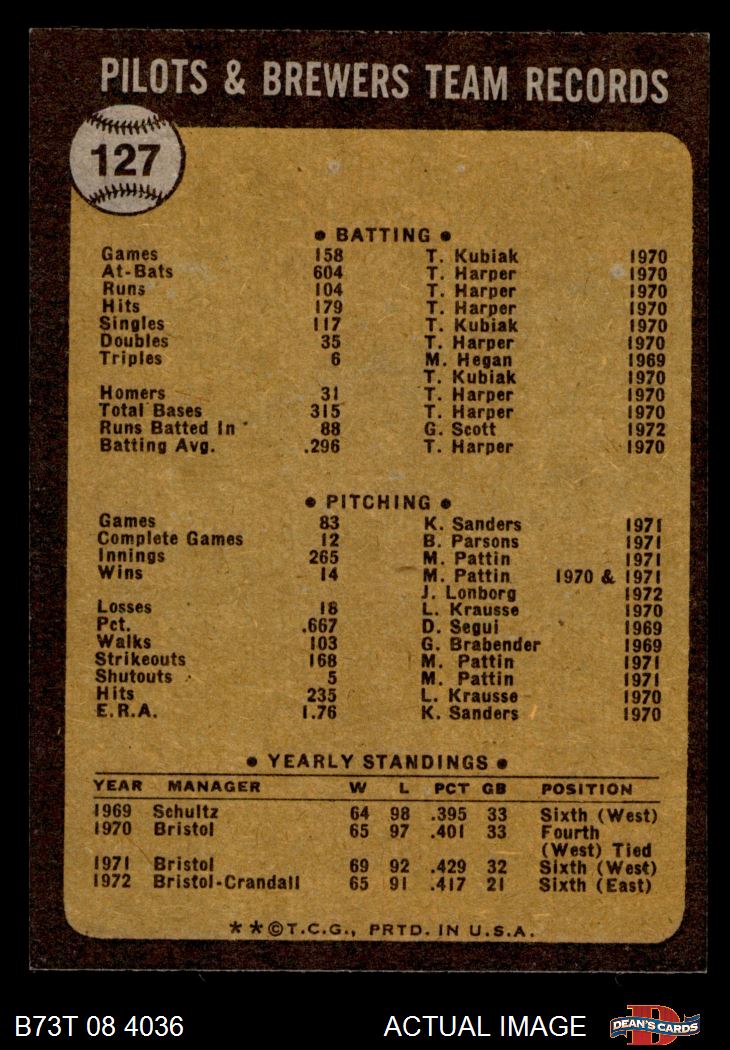 PILOTS & BREWERS TEAM RECORDS
127
• BATTING •
Games 158 T. Kubiak 1970
At-Bats 604 T. Harper 1970
Runs 104 T. Harper 1970
Hits 179 T. Harper 1970
Singles 117 T. Kubiak 1970
Doubles 35 T. Harper 1970
Triples 6 M. Hegan 1969
T. Kubiak 1970
Homers 31 T. Harper 1970
Total Bases 315 T. Harper 1970
Runs Batted In 88 G. Scott 1972
Batting Avg. .296 T. Harper 1970
• PITCHING •
Games 83 K. Sanders 1971
Complete Games 12 B. Parsons 1971
Innings 265 M. Pattin 1971
Wins 14 M. Pattin 1970 & 1971
J. Lonborg 1972
Losses 18 L. Krausse 1970
Pct. .667 D. Segui 1969
Walks 103 G. Brabender 1969
Strikeouts 168 M. Pattin 1971
Shutouts 5 M. Pattin 1971
Hits 235 L. Krausse 1970
E.R.A. 1.76 K. Sanders 1970
• YEARLY STANDINGS •
YEAR MANAGER W L PCT GB POSITION
1969 Schultz 64 98 .395 33 Sixth (West)
1970 Bristol 65 97 .401 33 Fourth
(West) Tied
1971 Bristol 69 92 .429 32 Sixth (West)
1972 Bristol-Crandall 65 91 .417 21 Sixth (East)
**©T.C.G., PRTD. IN U.S.A.
B73T 08 4036 ACTUAL IMAGE DEAN'S CARDS